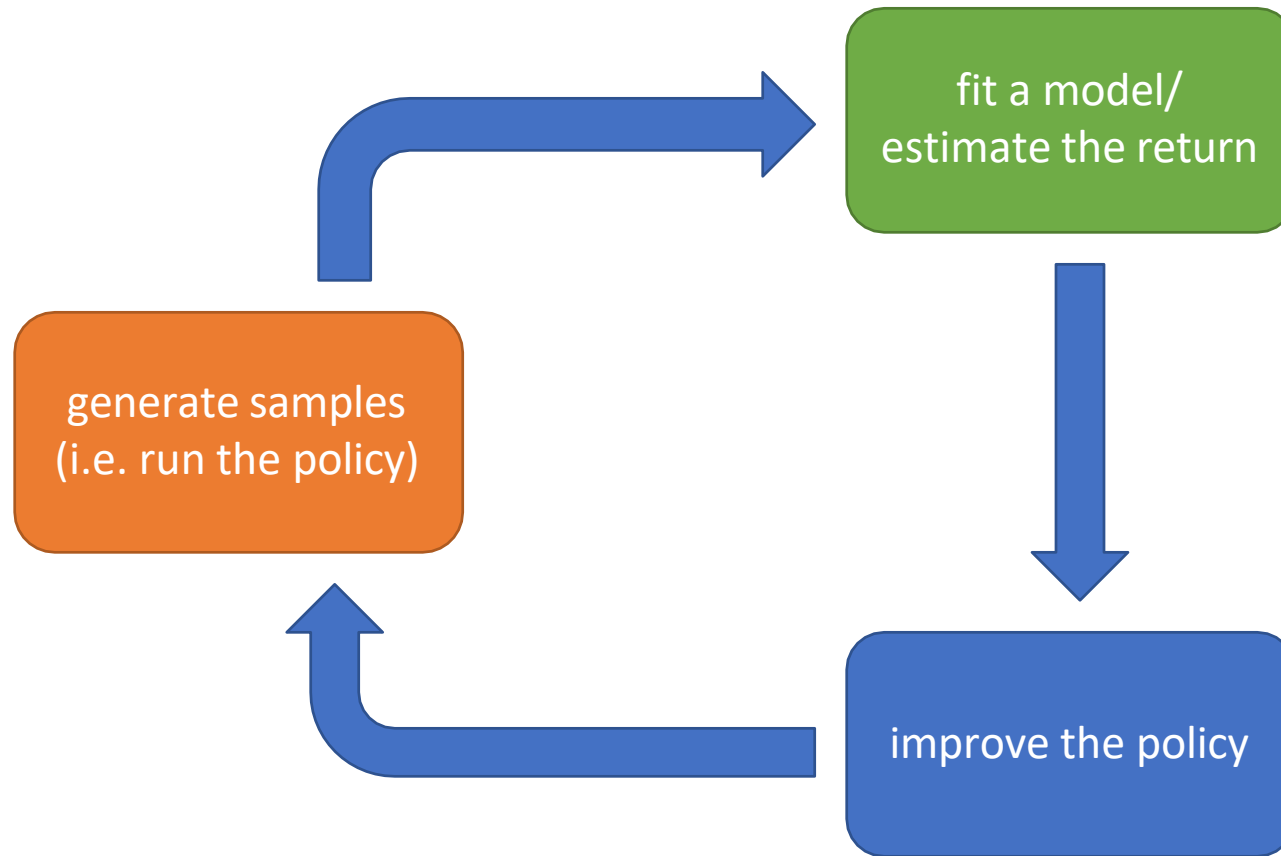 fit a model/
estimate the return
generate samples
(i.e. run the policy)
improve the policy